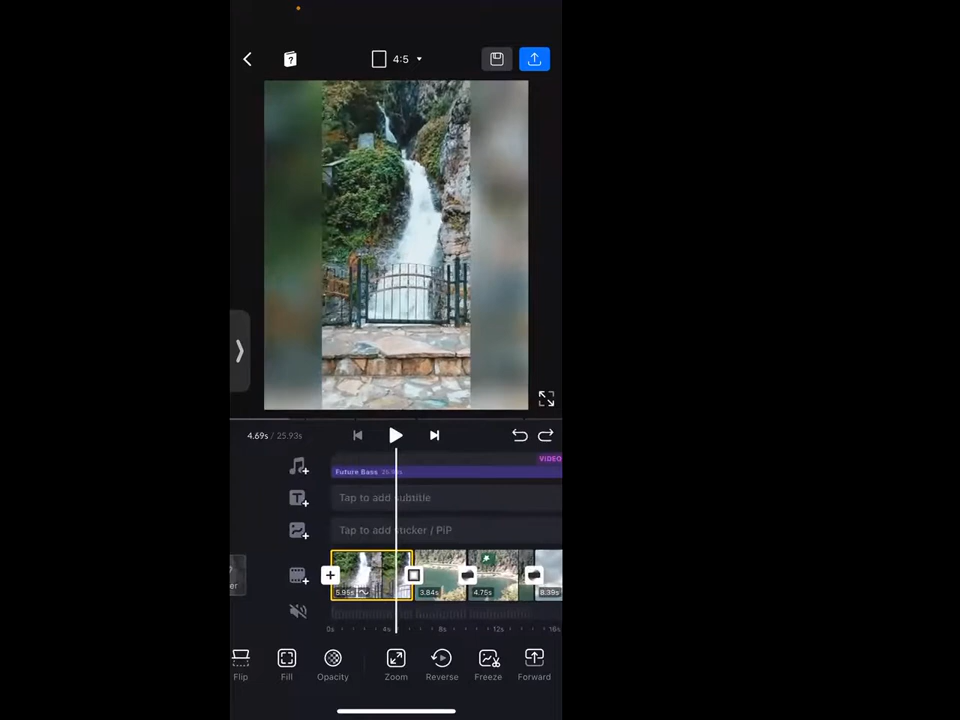 ?
4:5
4.69s / 25.93s
VIDEO
Future Bass
Tap to add subtitle
Tap to add sticker / PiP
5.95s
3.84s
4.75s
8.39s
0s 4s 8s 12s 16s
Flip Fill Opacity Zoom Reverse Freeze Forward